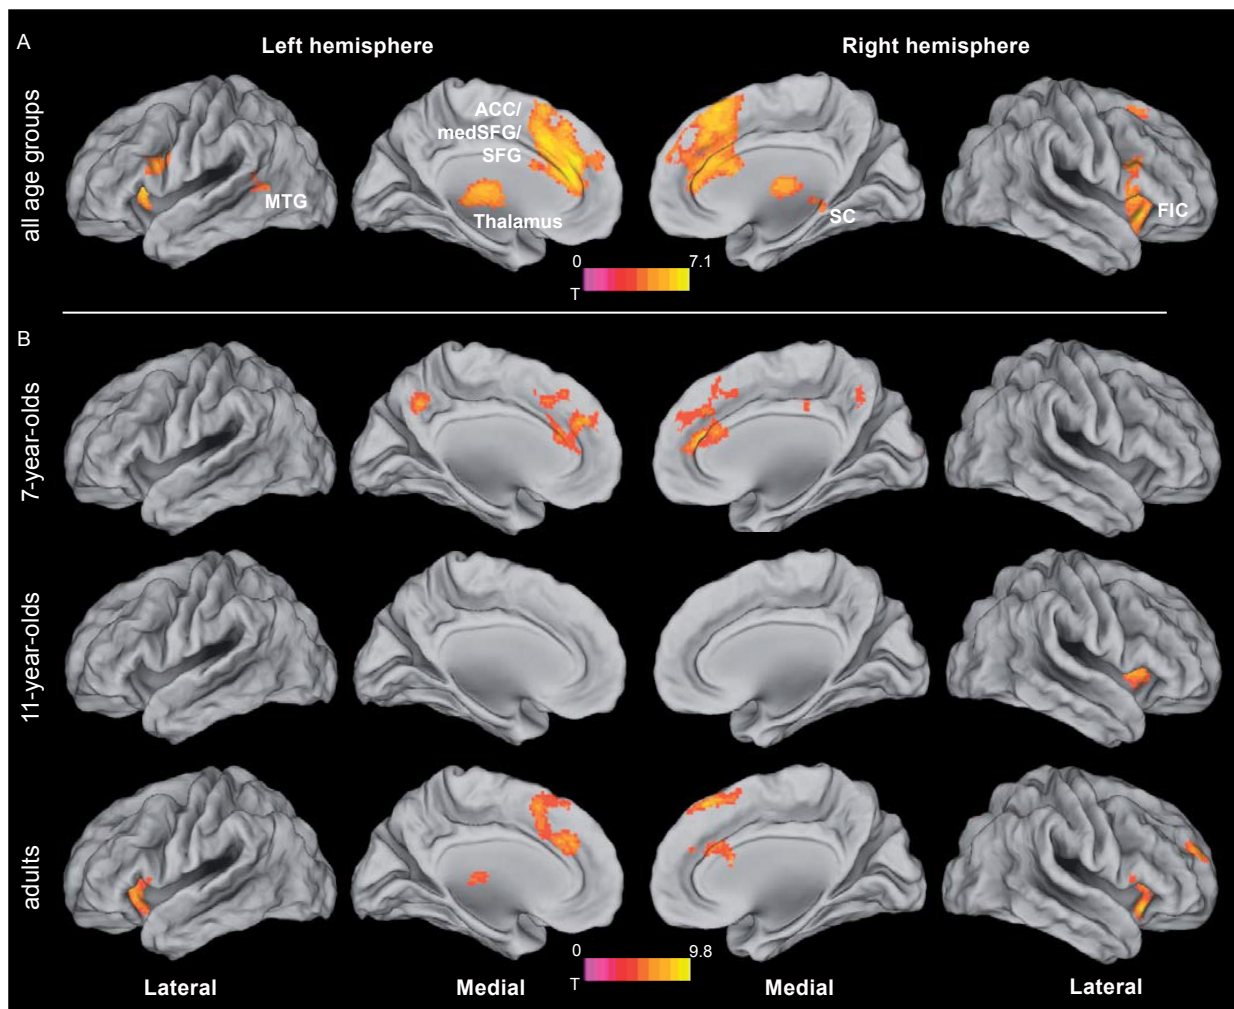 A
Left hemisphere
Right hemisphere
all age groups
ACC/
medSFG/
SFG
MTG
Thalamus
SC
FIC
0
7.1
T
B
7-year-olds
11-year-olds
adults
0
9.8
T
Lateral
Medial
Medial
Lateral